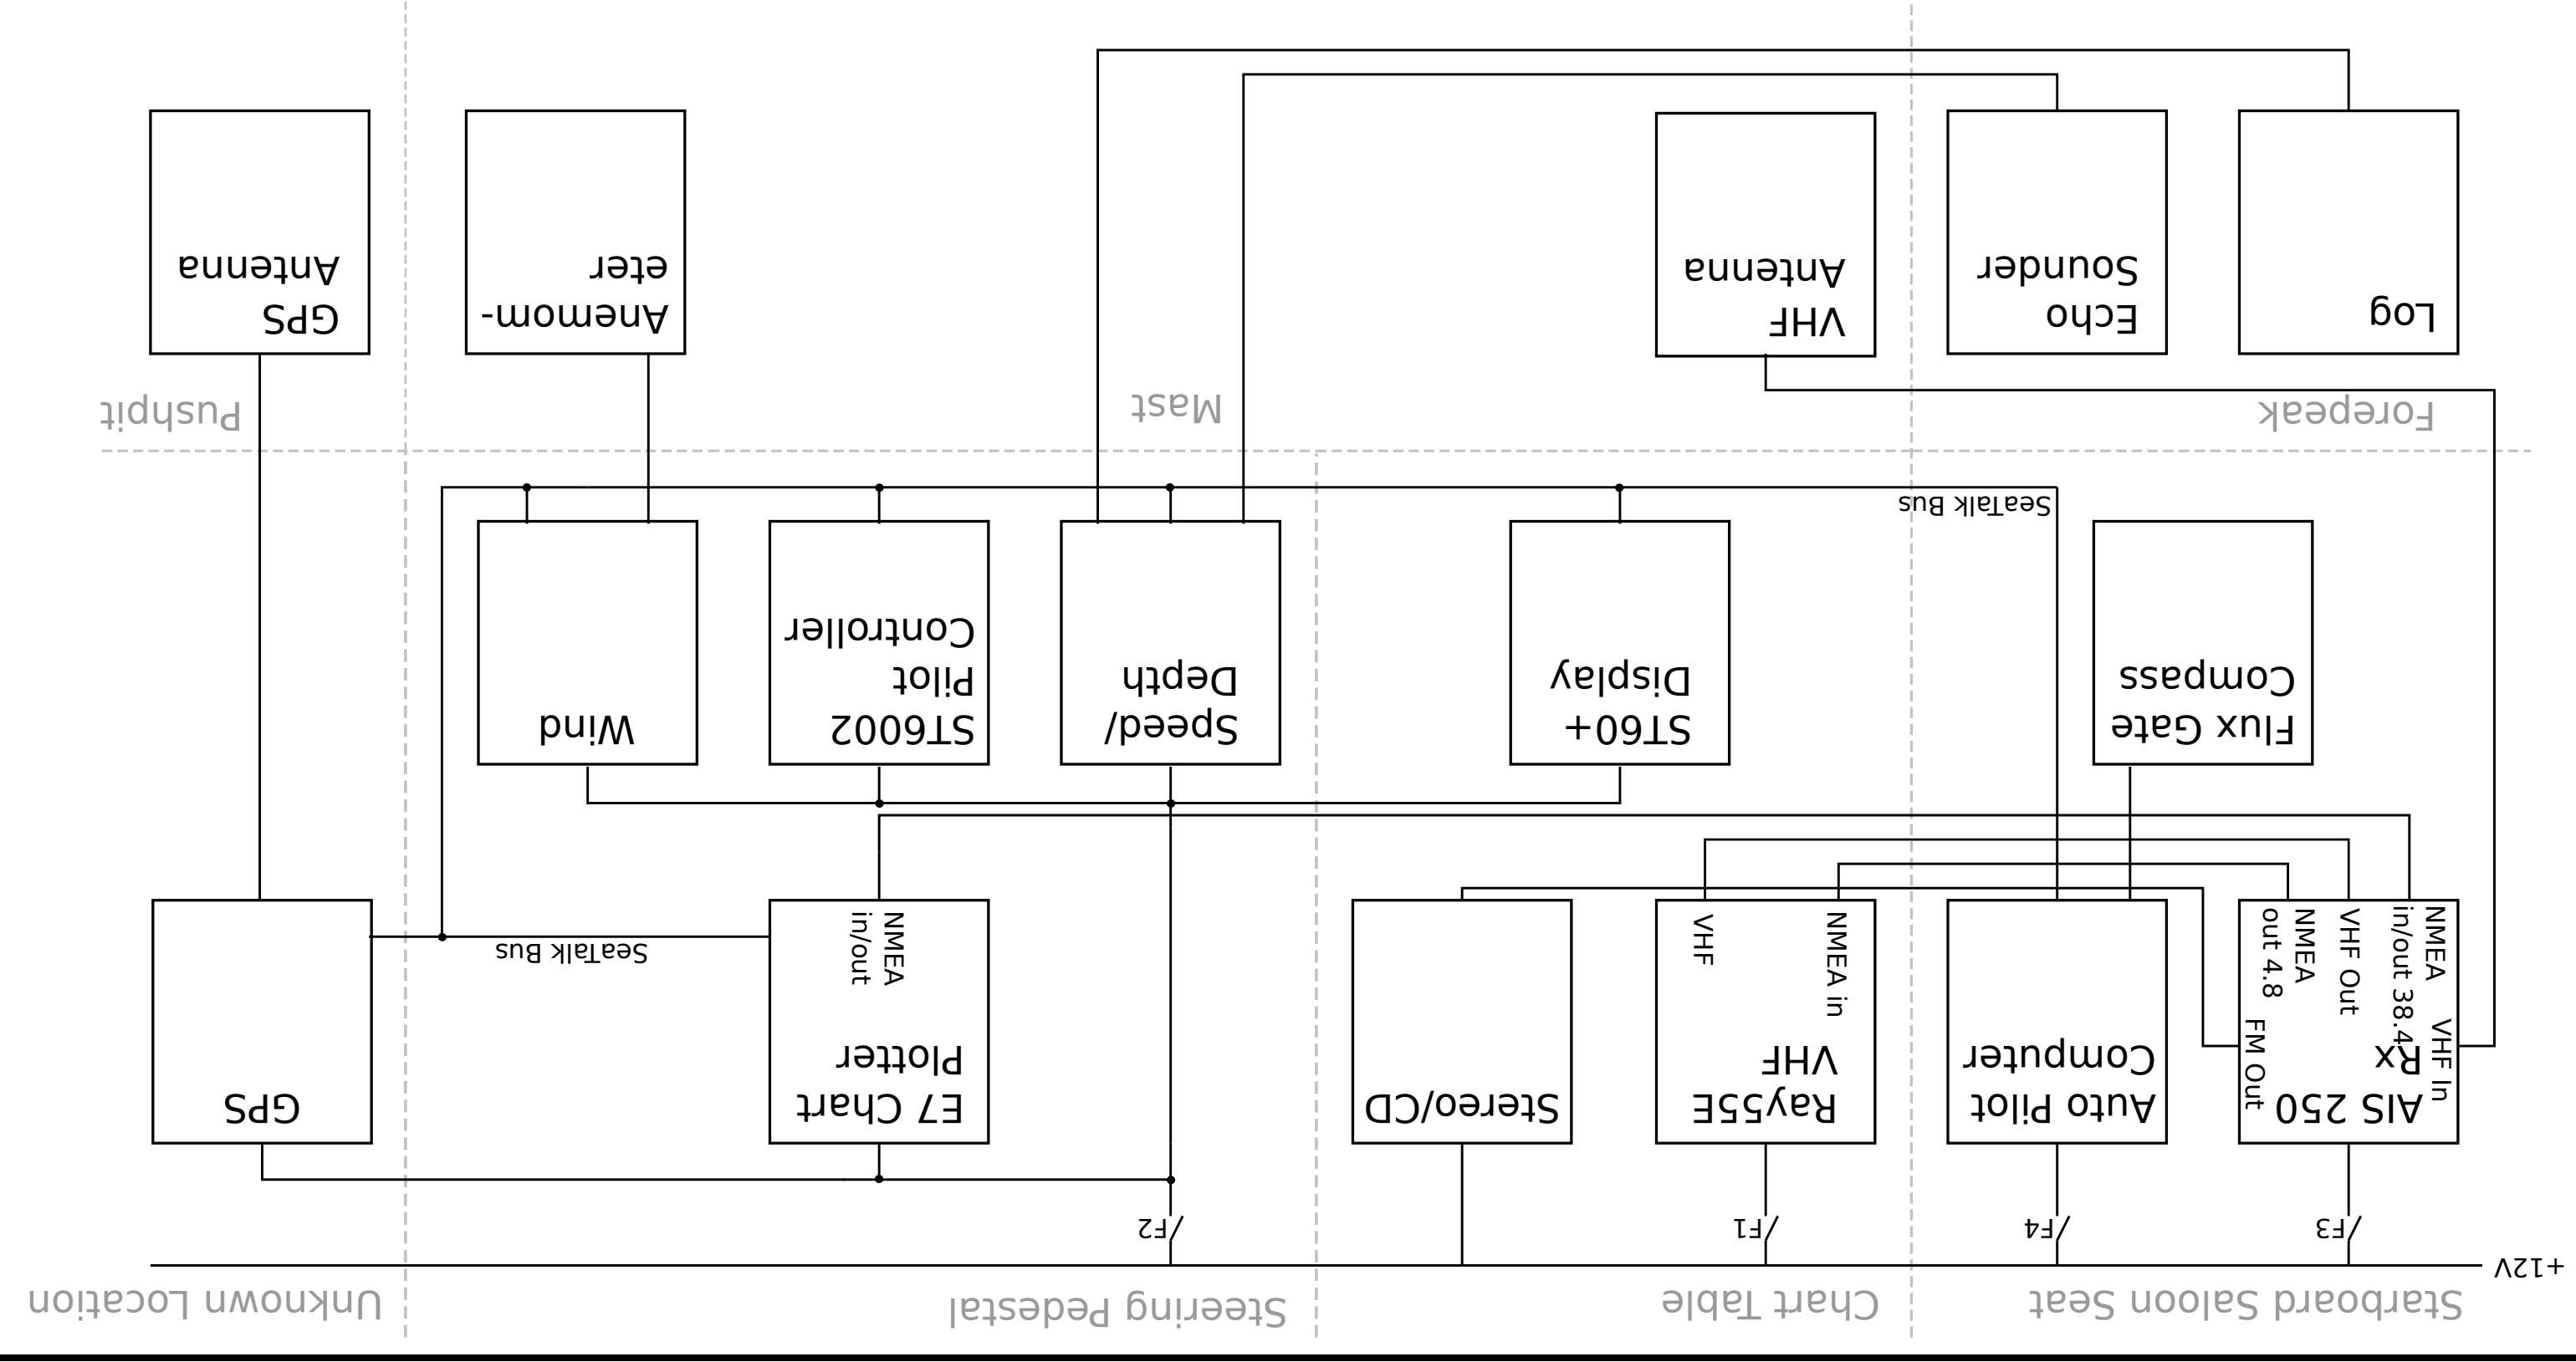 Starboard Saloon Seat
Chart Table
Steering Pedestal
Unknown Location
+12V
F3
F4
F1
F2
AIS 250
Rx
VHF In
FM Out
NMEA
in/out 38.4
VHF Out
NMEA
out 4.8
Auto Pilot
Computer
Ray55E
VHF
NMEA in
VHF
Stereo/CD
E7 Chart
Plotter
NMEA
in/out
GPS
SeaTalk Bus
Flux Gate
Compass
ST60+
Display
Speed/
Depth
ST6002
Pilot
Controller
Wind
SeaTalk Bus
Forepeak
Mast
Pushpit
Log
Echo
Sounder
VHF
Antenna
Anemom-
eter
GPS
Antenna